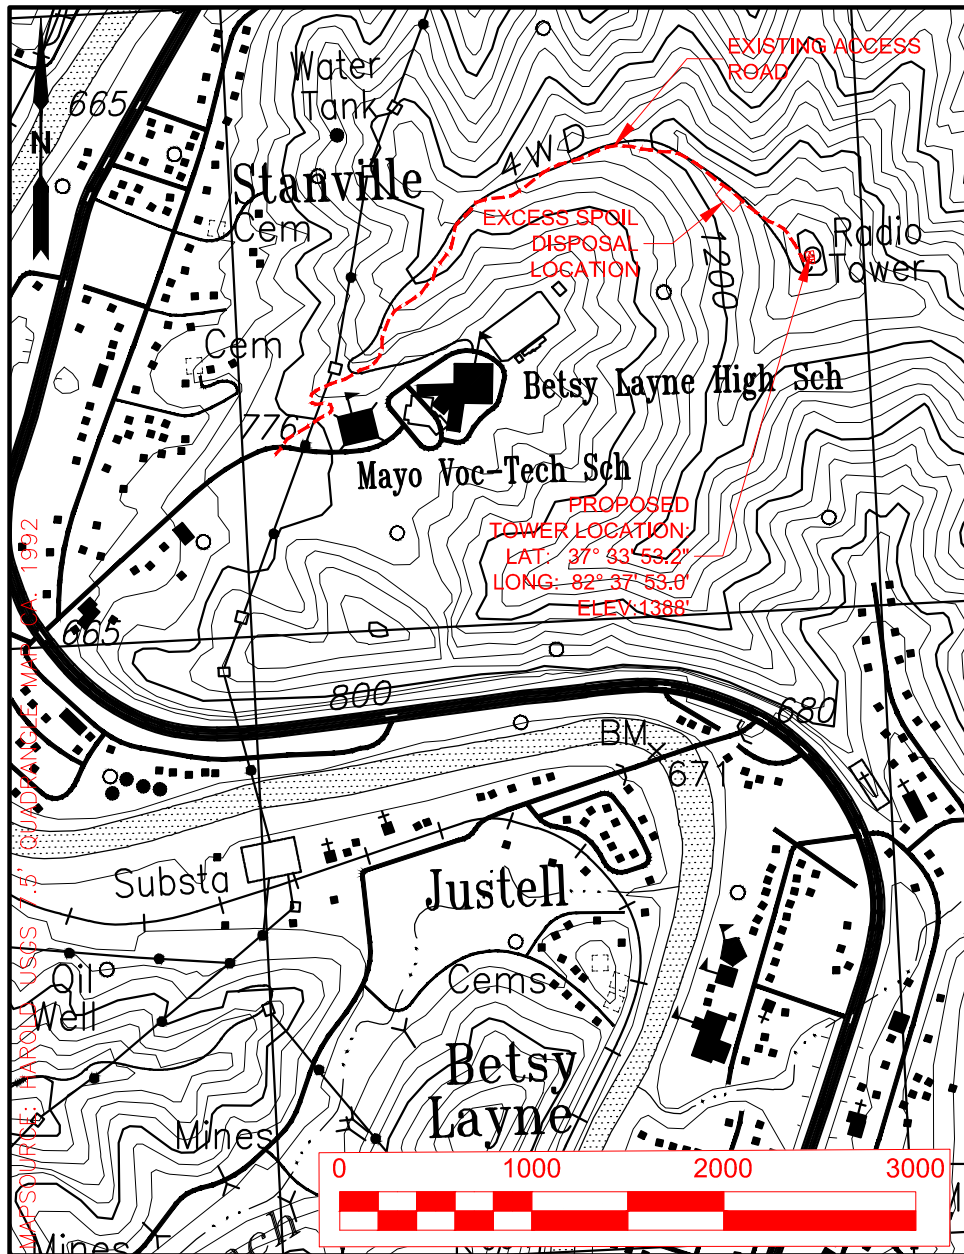 EXISTING ACCESS
ROAD
Water
Tank
665
N
4WD
Stanville
Cem
EXCESS SPOIL
DISPOSAL
LOCATION
1200
Radio
Tower
Cem
Betsy Layne High Sch
776
Mayo Voc-Tech Sch
PROPOSED
TOWER LOCATION:
LAT: 37° 33' 53.2"
LONG: 82° 37' 53.0'
ELEV:1388'
665
800
680
BM
671
Substa
Justell
Oil
Well
Cems
Betsy
Layne
Mines
Mines
MAPSOURCE: HAROLD USGS 7.5' QUADRANGLE MAP CA. 1992
0 1000 2000 3000